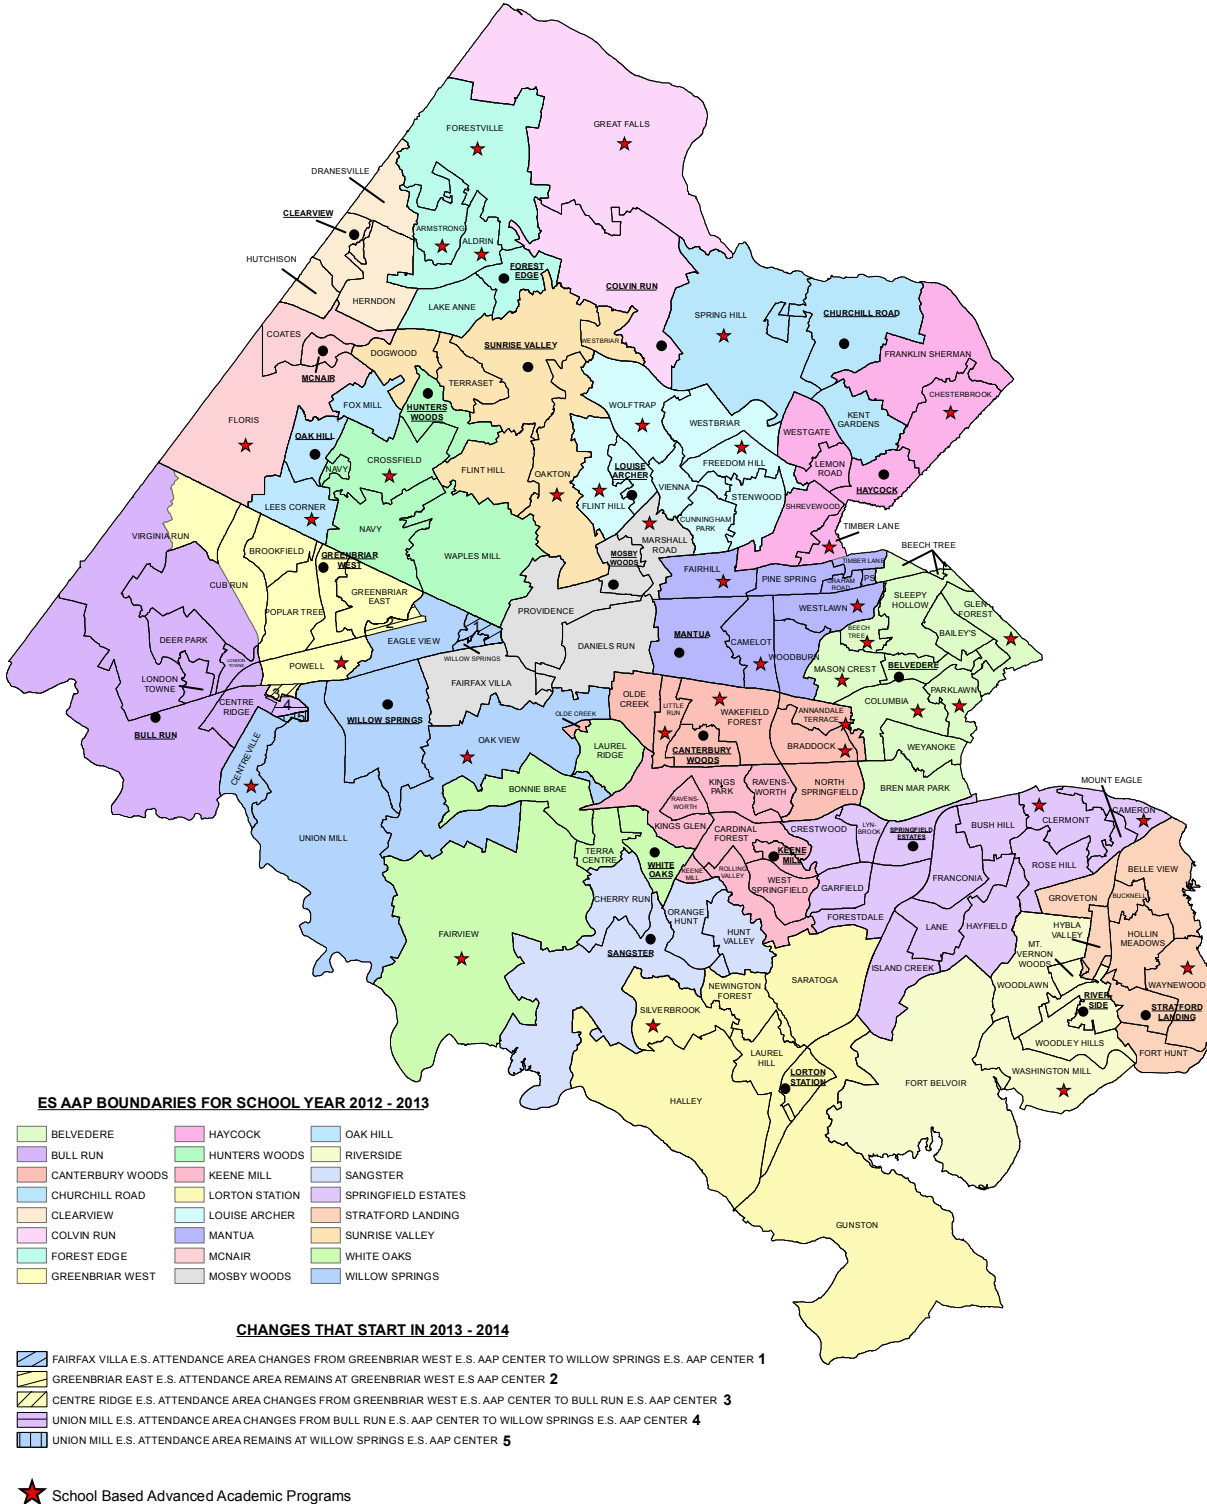 GREAT FALLS
FORESTVILLE
DRANESVILLE
CLEARVIEW
ARMSTRONG
ALDRIN
HUTCHISON
FOREST
EDGE
COLVIN RUN
HERNDON
LAKE ANNE
SPRING HILL
CHURCHILL ROAD
COATES
DOGWOOD
SUNRISE VALLEY
WESTBRIAR
FRANKLIN SHERMAN
MCNAIR
TERRASET
CHESTERBROOK
FOX MILL
HUNTERS
WOODS
WOLFTRAP
WESTBRIAR
KENT
GARDENS
FLORIS
WESTGATE
OAK HILL
NAVY
CROSSFIELD
FLINT HILL
OAKTON
LOUISE
ARCHER
FREEDOM HILL
LEMON
ROAD
HAYCOCK
VIENNA
STENWOOD
LEES CORNER
FLINT HILL
SHREVEWOOD
CUNNINGHAM
PARK
NAVY
TIMBER LANE
VIRGINIA RUN
BROOKFIELD
GREENBRIAR
WEST
WAPLES MILL
MARSHALL
ROAD
MOSBY
WOODS
BEECH TREE
TIMBER LANE
CUB RUN
GREENBRIAR
EAST
FAIRHILL
PINE SPRING
GRAHAM
ROAD
PS
SLEEPY
HOLLOW
GLEN
FOREST
POPLAR TREE
PROVIDENCE
WESTLAWN
2
DEER PARK
EAGLE VIEW
1
DANIELS RUN
MANTUA
CAMELOT
WOODBURN
BEECH
TREE
BAILEY'S
LONDON
TOWNE
POWELL
WILLOW SPRINGS
MASON CREST
BELVEDERE
LONDON
TOWNE
FAIRFAX VILLA
OLDE
CREEK
PARKLAWN
CENTRE
RIDGE
3
4
5
WILLOW SPRINGS
OLDE CREEK
LITTLE
RUN
WAKEFIELD
FOREST
ANNANDALE
TERRACE
COLUMBIA
BULL RUN
OAK VIEW
LAUREL
RIDGE
CANTERBURY
WOODS
BRADDOCK
WEYANOKE
CENTREVILLE
BONNIE BRAE
KINGS
PARK
RAVENS-
WORTH
NORTH
SPRINGFIELD
BREN MAR PARK
MOUNT EAGLE
RAVENS-
WORTH
CAMERON
UNION MILL
KINGS GLEN
CARDINAL
FOREST
CRESTWOOD
LYN-
BROOK
SPRINGFIELD
ESTATES
BUSH HILL
CLERMONT
TERRA
CENTRE
WHITE
OAKS
KEENE
MILL
ROLLING
VALLEY
KEENE
MILL
WEST
SPRINGFIELD
GARFIELD
FRANCONIA
ROSE HILL
BELLE VIEW
CHERRY RUN
ORANGE
HUNT
FORESTDALE
GROVETON
BUCKNELL
FAIRVIEW
SANGSTER
HUNT
VALLEY
LANE
HAYFIELD
HYBLA
VALLEY
HOLLIN
MEADOWS
MT.
VERNON
WOODS
ISLAND CREEK
WOODLAWN
WAYNEWOOD
SARATOGA
NEWINGTON
FOREST
SILVERBROOK
RIVER
SIDE
STRATFORD
LANDING
LAUREL
HILL
WOODLEY HILLS
FORT HUNT
LORTON
STATION
FORT BELVOIR
WASHINGTON MILL
HALLEY
GUNSTON
ES AAP BOUNDARIES FOR SCHOOL YEAR 2012 - 2013
BELVEDERE
HAYCOCK
OAK HILL
BULL RUN
HUNTERS WOODS
RIVERSIDE
CANTERBURY WOODS
KEENE MILL
SANGSTER
CHURCHILL ROAD
LORTON STATION
SPRINGFIELD ESTATES
CLEARVIEW
LOUISE ARCHER
STRATFORD LANDING
COLVIN RUN
MANTUA
SUNRISE VALLEY
FOREST EDGE
MCNAIR
WHITE OAKS
GREENBRIAR WEST
MOSBY WOODS
WILLOW SPRINGS
CHANGES THAT START IN 2013 - 2014
FAIRFAX VILLA E.S. ATTENDANCE AREA CHANGES FROM GREENBRIAR WEST E.S. AAP CENTER TO WILLOW SPRINGS E.S. AAP CENTER 1
GREENBRIAR EAST E.S. ATTENDANCE AREA REMAINS AT GREENBRIAR WEST E.S AAP CENTER 2
CENTRE RIDGE E.S. ATTENDANCE AREA CHANGES FROM GREENBRIAR WEST E.S. AAP CENTER TO BULL RUN E.S. AAP CENTER 3
UNION MILL E.S. ATTENDANCE AREA CHANGES FROM BULL RUN E.S. AAP CENTER TO WILLOW SPRINGS E.S. AAP CENTER 4
UNION MILL E.S. ATTENDANCE AREA REMAINS AT WILLOW SPRINGS E.S. AAP CENTER 5
School Based Advanced Academic Programs